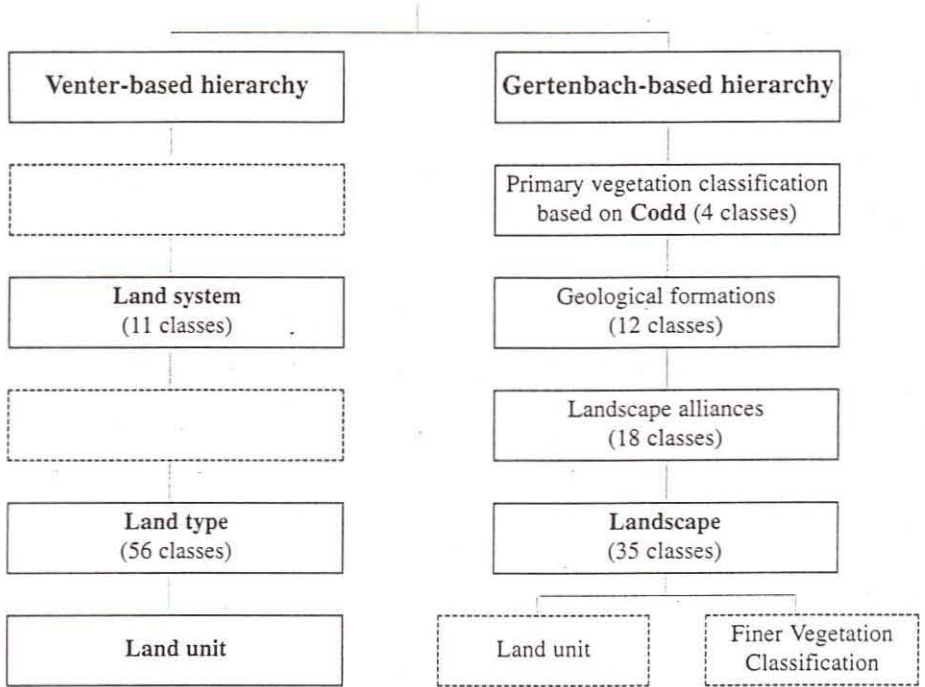 Venter-based hierarchy
Gertenbach-based hierarchy
Primary vegetation classification
based on Codd (4 classes)
Land system
(11 classes)
Geological formations
(12 classes)
Landscape alliances
(18 classes)
Land type
(56 classes)
Landscape
(35 classes)
Land unit
Land unit
Finer Vegetation
Classification